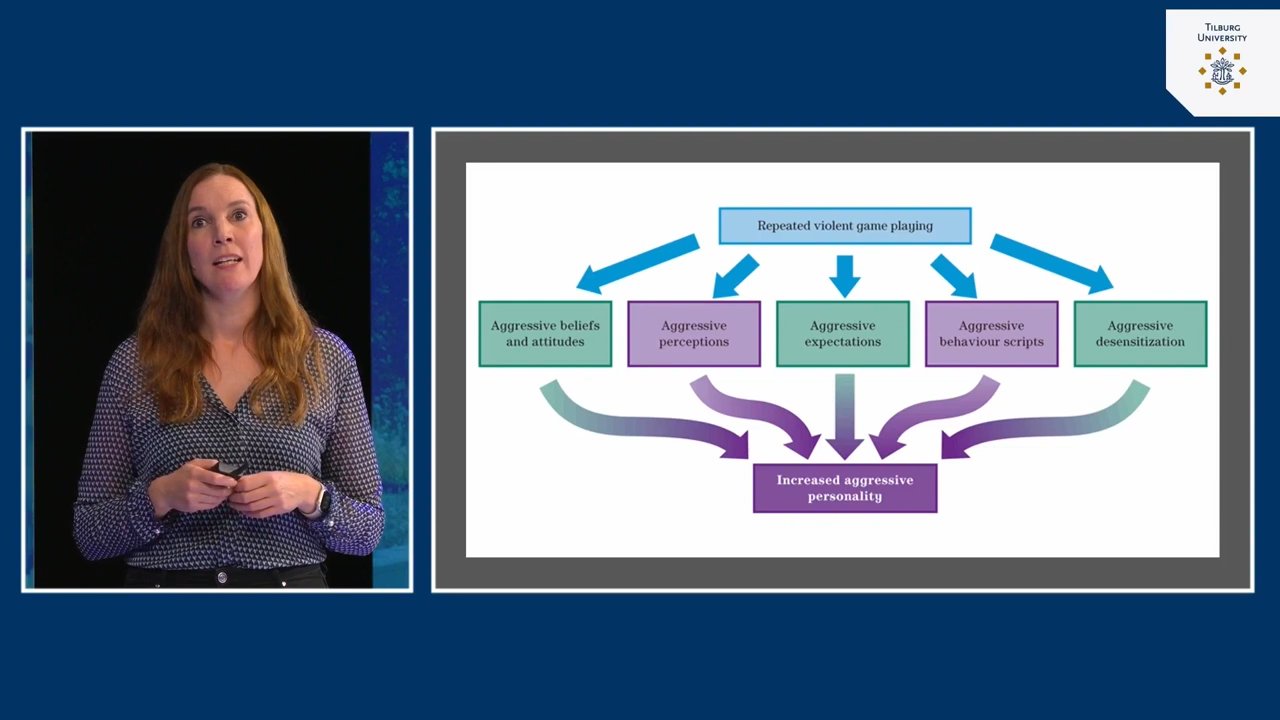 TILBURG
UNIVERSITY
Repeated violent game playing
Aggressive beliefs
and attitudes
Aggressive
perceptions
Aggressive
expectations
Aggressive
behaviour scripts
Aggressive
desensitization
Increased aggressive
personality